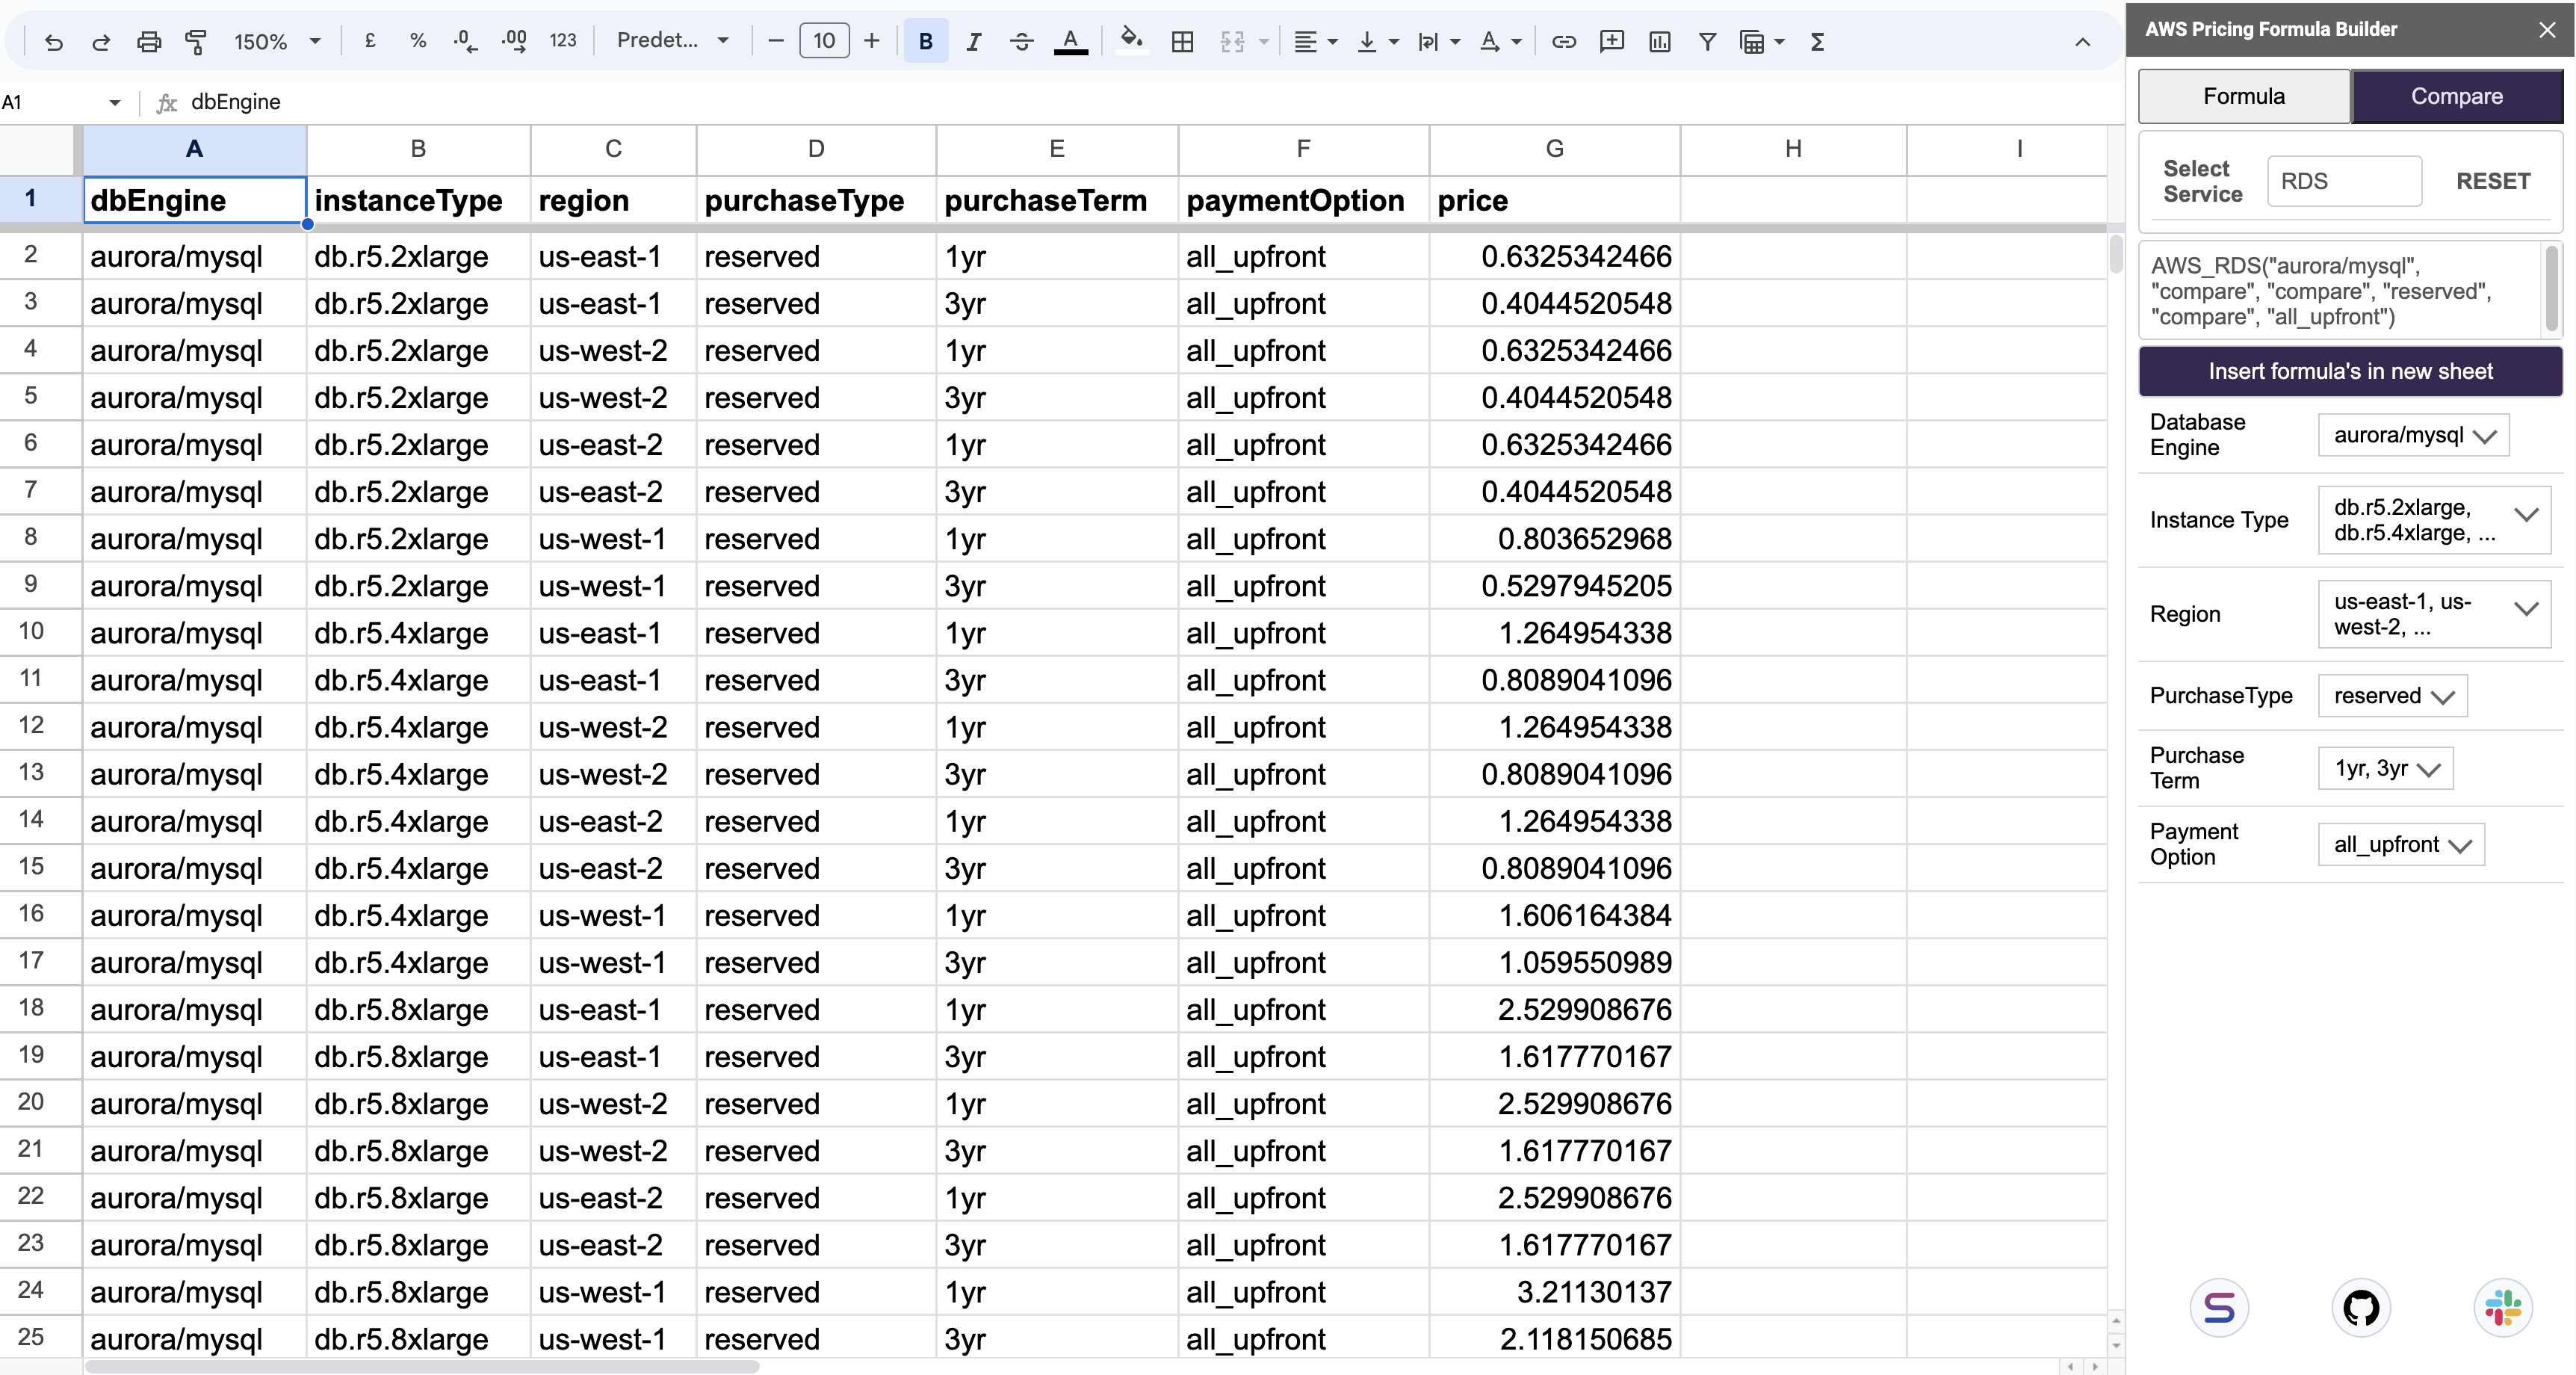 150% £ % .0 .00 123 Predet... 10 B I A A Σ
A1 fx dbEngine
A B C D E F G H I
1 dbEngine instanceType region purchaseType purchaseTerm paymentOption price
2 aurora/mysql db.r5.2xlarge us-east-1 reserved 1yr all_upfront 0.6325342466
3 aurora/mysql db.r5.2xlarge us-east-1 reserved 3yr all_upfront 0.4044520548
4 aurora/mysql db.r5.2xlarge us-west-2 reserved 1yr all_upfront 0.6325342466
5 aurora/mysql db.r5.2xlarge us-west-2 reserved 3yr all_upfront 0.4044520548
6 aurora/mysql db.r5.2xlarge us-east-2 reserved 1yr all_upfront 0.6325342466
7 aurora/mysql db.r5.2xlarge us-east-2 reserved 3yr all_upfront 0.4044520548
8 aurora/mysql db.r5.2xlarge us-west-1 reserved 1yr all_upfront 0.803652968
9 aurora/mysql db.r5.2xlarge us-west-1 reserved 3yr all_upfront 0.5297945205
10 aurora/mysql db.r5.4xlarge us-east-1 reserved 1yr all_upfront 1.264954338
11 aurora/mysql db.r5.4xlarge us-east-1 reserved 3yr all_upfront 0.8089041096
12 aurora/mysql db.r5.4xlarge us-west-2 reserved 1yr all_upfront 1.264954338
13 aurora/mysql db.r5.4xlarge us-west-2 reserved 3yr all_upfront 0.8089041096
14 aurora/mysql db.r5.4xlarge us-east-2 reserved 1yr all_upfront 1.264954338
15 aurora/mysql db.r5.4xlarge us-east-2 reserved 3yr all_upfront 0.8089041096
16 aurora/mysql db.r5.4xlarge us-west-1 reserved 1yr all_upfront 1.606164384
17 aurora/mysql db.r5.4xlarge us-west-1 reserved 3yr all_upfront 1.059550989
18 aurora/mysql db.r5.8xlarge us-east-1 reserved 1yr all_upfront 2.529908676
19 aurora/mysql db.r5.8xlarge us-east-1 reserved 3yr all_upfront 1.617770167
20 aurora/mysql db.r5.8xlarge us-west-2 reserved 1yr all_upfront 2.529908676
21 aurora/mysql db.r5.8xlarge us-west-2 reserved 3yr all_upfront 1.617770167
22 aurora/mysql db.r5.8xlarge us-east-2 reserved 1yr all_upfront 2.529908676
23 aurora/mysql db.r5.8xlarge us-east-2 reserved 3yr all_upfront 1.617770167
24 aurora/mysql db.r5.8xlarge us-west-1 reserved 1yr all_upfront 3.21130137
25 aurora/mysql db.r5.8xlarge us-west-1 reserved 3yr all_upfront 2.118150685
AWS Pricing Formula Builder
Formula Compare
Select
Service
RDS
RESET
AWS_RDS("aurora/mysql",
"compare", "compare", "reserved",
"compare", "all_upfront")
Insert formula's in new sheet
Database
Engine
aurora/mysql
Instance Type
db.r5.2xlarge,
db.r5.4xlarge, ...
Region
us-east-1, us-
west-2, ...
PurchaseType
reserved
Purchase
Term
1yr, 3yr
Payment
Option
all_upfront